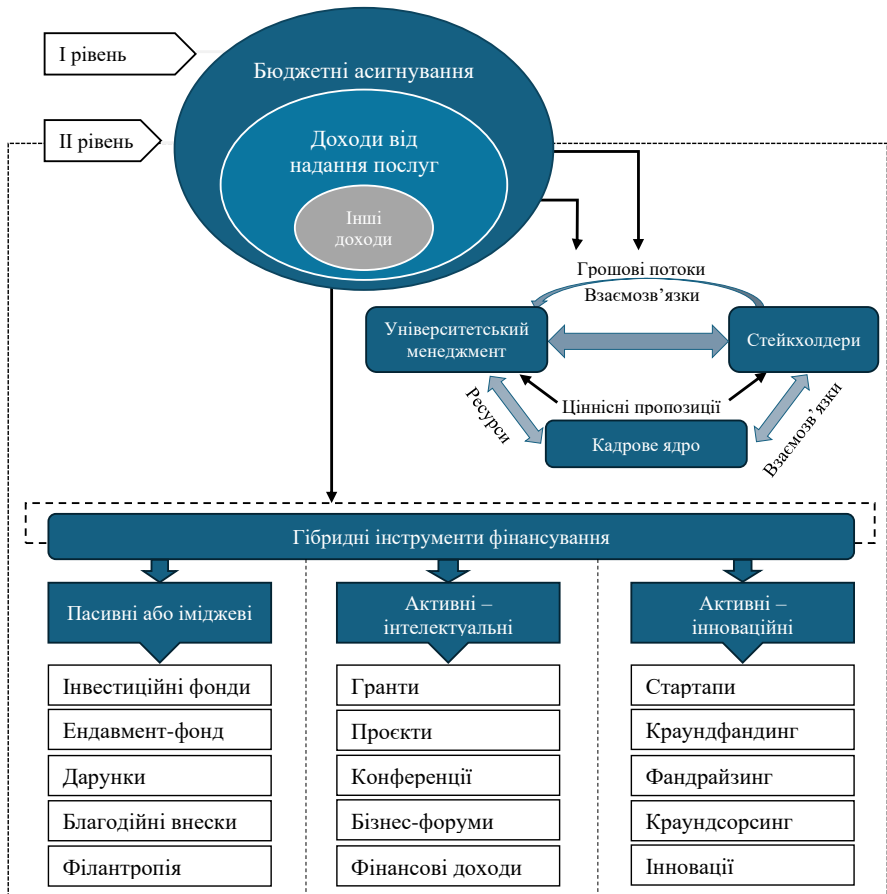 І рівень
Бюджетні асигнування
ІІ рівень
Доходи від
надання послуг
Інші
доходи
Грошові потоки
Взаємозв’язки
Університетський
менеджмент
Стейкхолдери
Ціннісні пропозиції
Ресурси
Взаємозв’язки
Кадрове ядро
Гібридні інструменти фінансування
Пасивні або іміджеві
Активні –
інтелектуальні
Активні –
інноваційні
Інвестиційні фонди
Ендавмент-фонд
Дарунки
Благодійні внески
Філантропія
Гранти
Проєкти
Конференції
Бізнес-форуми
Фінансові доходи
Стартапи
Краундфандинг
Фандрайзинг
Краундсорсинг
Інновації